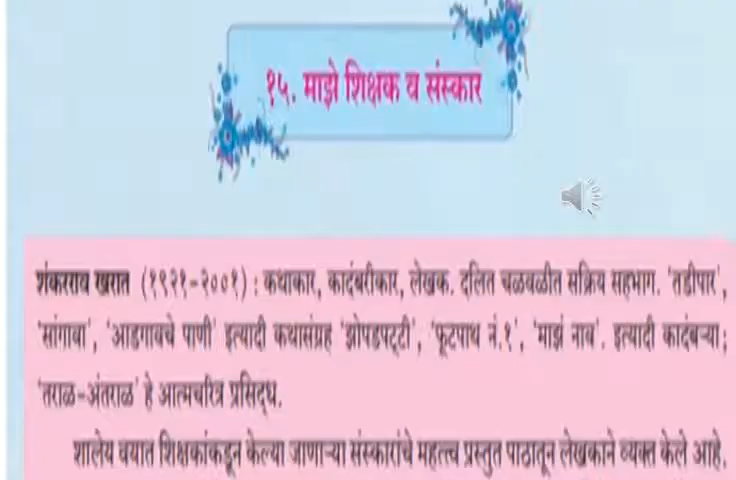 १५. माझे शिक्षक व संस्कार
शंकरराव खरात (१९२१-२००१) : कथाकार, कादंबरीकार, लेखक. दलित चळवळीत सक्रिय सहभाग. 'तडीपार',
'सांगावा', 'आडगावचे पाणी' इत्यादी कथासंग्रह 'झोपडपट्टी', 'फूटपाथ नं.१', 'माझं नाव'. इत्यादी कादंबऱ्या;
'तराळ-अंतराळ' हे आत्मचरित्र प्रसिद्ध.
शालेय वयात शिक्षकांकडून केल्या जाणाऱ्या संस्कारांचे महत्त्व प्रस्तुत पाठातून लेखकाने व्यक्त केले आहे.